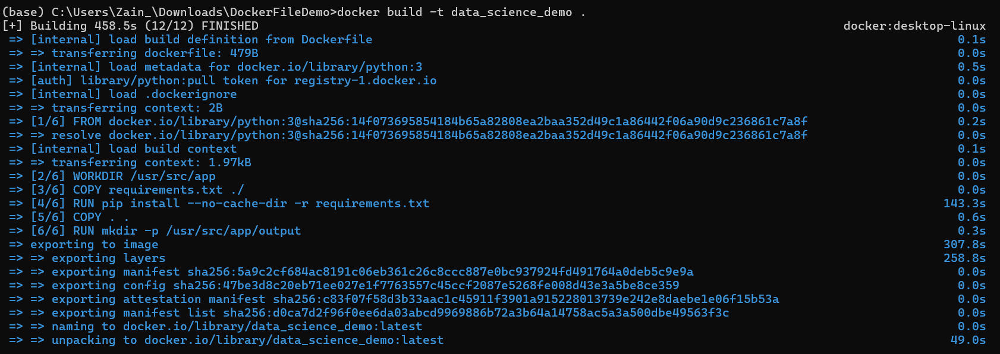 (base) C:\Users\Zain_\Downloads\DockerFileDemo>docker build -t data_science_demo .
[+] Building 458.5s (12/12) FINISHED docker:desktop-linux
=> [internal] load build definition from Dockerfile 0.1s
=> => transferring dockerfile: 479B 0.0s
=> [internal] load metadata for docker.io/library/python:3 0.5s
=> [auth] library/python:pull token for registry-1.docker.io 0.0s
=> [internal] load .dockerignore 0.0s
=> => transferring context: 2B 0.0s
=> [1/6] FROM docker.io/library/python:3@sha256:14f073695854184b65a82808ea2baa352d49c1a86442f06a90d9c236861c7a8f 0.2s
=> => resolve docker.io/library/python:3@sha256:14f073695854184b65a82808ea2baa352d49c1a86442f06a90d9c236861c7a8f 0.0s
=> [internal] load build context 0.1s
=> => transferring context: 1.97kB 0.0s
=> [2/6] WORKDIR /usr/src/app 0.0s
=> [3/6] COPY requirements.txt ./ 0.0s
=> [4/6] RUN pip install --no-cache-dir -r requirements.txt 143.3s
=> [5/6] COPY . . 0.6s
=> [6/6] RUN mkdir -p /usr/src/app/output 0.3s
=> exporting to image 307.8s
=> => exporting layers 258.8s
=> => exporting manifest sha256:5a9c2cf684ac8191c06eb361c26c8ccc887e0bc937924fd491764a0deb5c9e9a 0.0s
=> => exporting config sha256:47be3d8c20eb71ee027e1f7763557c45ccf2087e5268fe008d43e3a5be8ce359 0.0s
=> => exporting attestation manifest sha256:c83f07f58d3b33aac1c45911f3901a915228013739e242e8daebe1e06f15b53a 0.0s
=> => exporting manifest list sha256:d0ca7d2f96f0ee6da03abcd9969886b72a3b64a14758ac5a3a500dbe49563f3c 0.0s
=> => naming to docker.io/library/data_science_demo:latest 0.0s
=> => unpacking to docker.io/library/data_science_demo:latest 49.0s